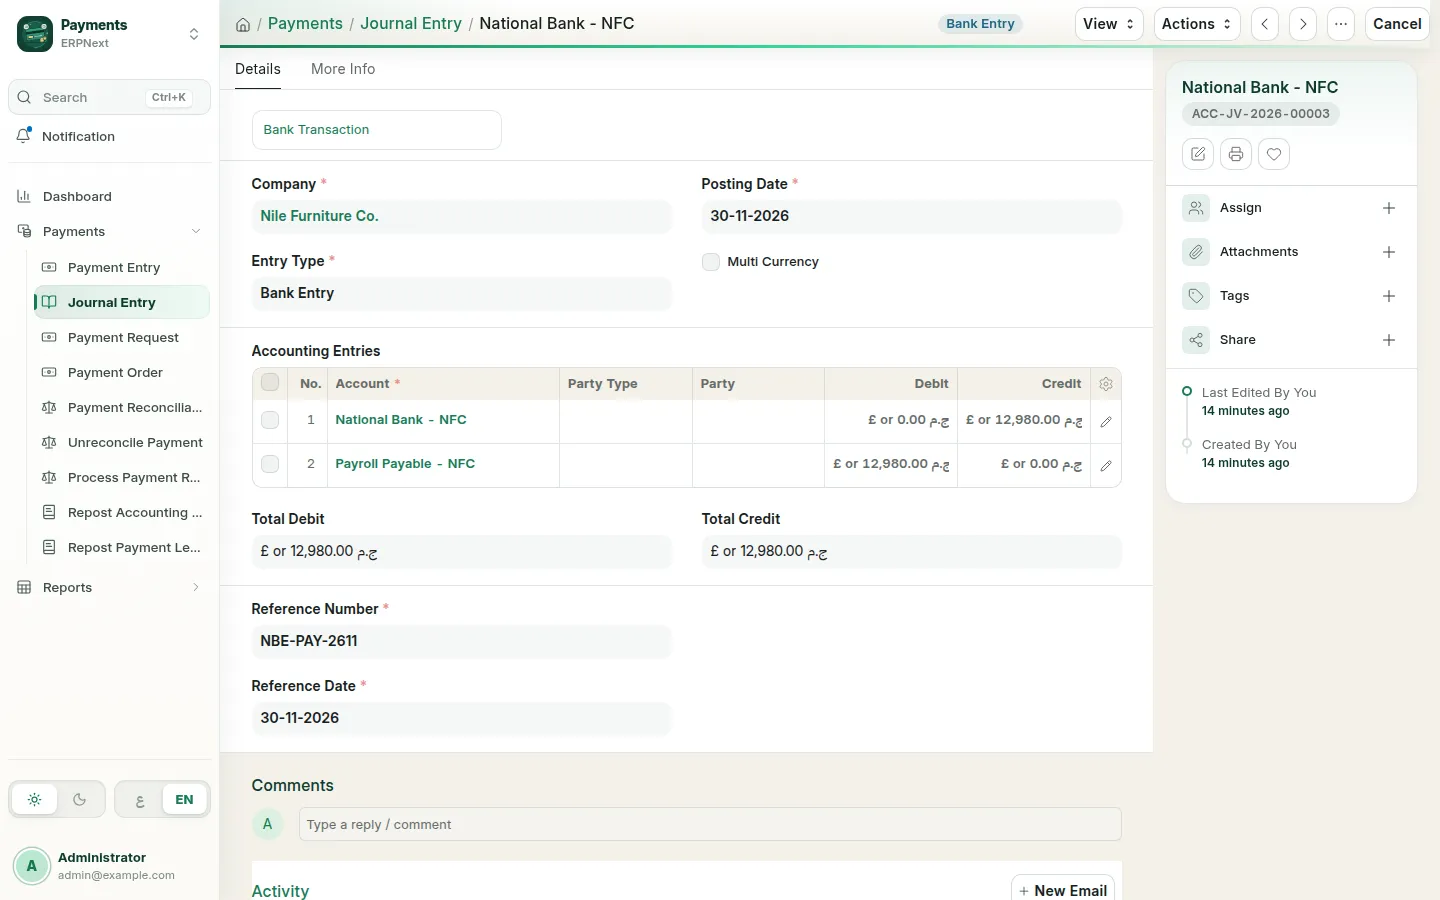 Payments
ERPNext
Search
Ctrl+K
Notification
Dashboard
Payments
Payment Entry
Journal Entry
Payment Request
Payment Order
Payment Reconcilia...
Unreconcile Payment
Process Payment R...
Repost Accounting ...
Repost Payment Le...
Reports
ع
EN
A
Administrator
admin@example.com
/ Payments / Journal Entry / National Bank - NFC
Bank Entry
View
Actions
...
Cancel
Details
More Info
Bank Transaction
Company *
Nile Furniture Co.
Posting Date *
30-11-2026
Entry Type *
Bank Entry
Multi Currency
Accounting Entries
No. Account * Party Type Party Debit Credit
1 National Bank - NFC £ or 0.00 ج.م £ or 12,980.00 ج.م
2 Payroll Payable - NFC £ or 12,980.00 ج.م £ or 0.00 ج.م
Total Debit
£ or 12,980.00 ج.م
Total Credit
£ or 12,980.00 ج.م
Reference Number *
NBE-PAY-2611
Reference Date *
30-11-2026
Comments
A
Type a reply / comment
Activity
+ New Email
National Bank - NFC
ACC-JV-2026-00003
Assign
Attachments
Tags
Share
Last Edited By You
14 minutes ago
Created By You
14 minutes ago